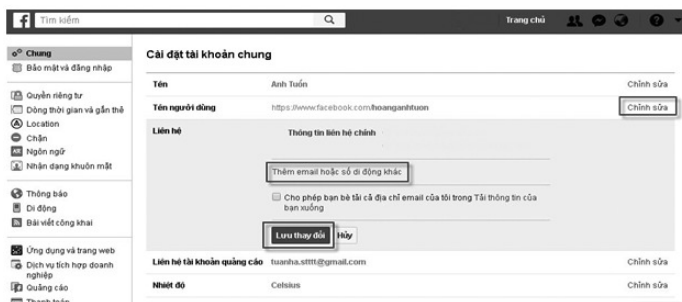 f Tìm kiếm Trang chủ
Chung
Bảo mật và đăng nhập
Quyền riêng tư
Dòng thời gian và gắn thẻ
Location
Chặn
Ngôn ngữ
Nhận dạng khuôn mặt
Thông báo
Di động
Bài viết công khai
Ứng dụng và trang web
Dịch vụ tích hợp doanh
nghiệp
Quảng cáo
Thanh toán
Cài đặt tài khoản chung
Tên Anh Tuốn Chỉnh sửa
Tên người dùng https://www.facebook.com/hoanganhtuon Chỉnh sửa
Liên hệ Thông tin liên hệ chính
Thêm email hoặc số di động khác
Cho phép bạn bè tải cả địa chỉ email của tôi trong Tải thông tin của
bạn xuống
Lưu thay đổi Hủy
Liên hệ tài khoản quảng cáo tuanha.stttt@gmail.com Chỉnh sửa
Nhiệt độ Celsius Chỉnh sửa